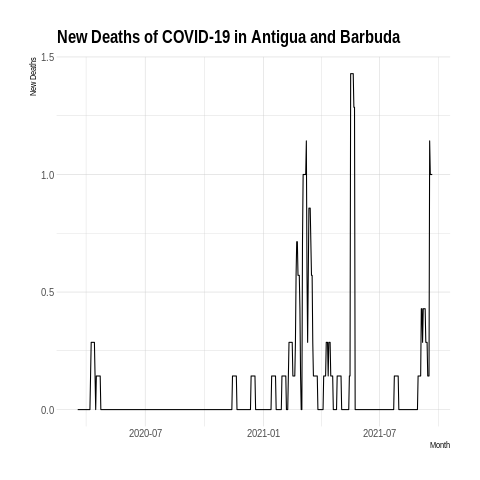 New Deaths of COVID-19 in Antigua and Barbuda
New Deaths
1.5
1.0
0.5
0.0
2020-07
2021-01
2021-07
Month